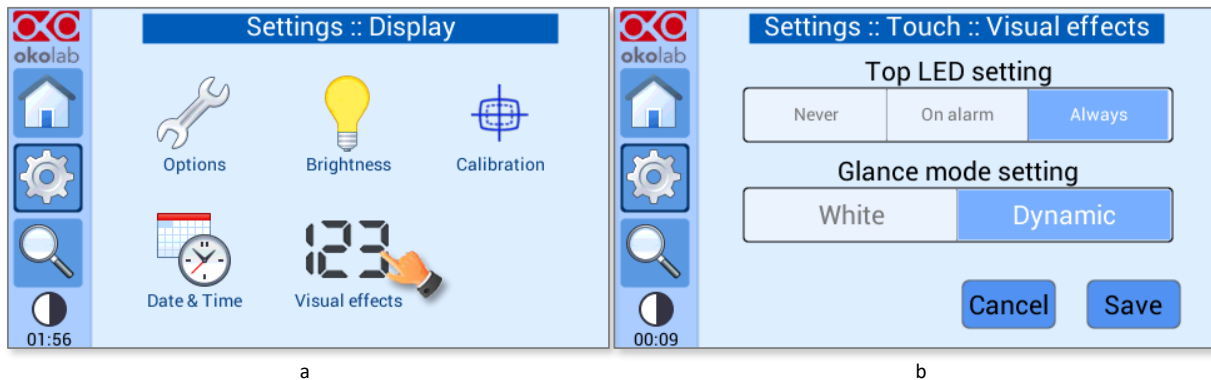 Settings :: Display
okolab
Options
Brightness
Calibration
123
Date & Time
Visual effects
01:56
a
Settings :: Touch :: Visual effects
okolab
Top LED setting
Never
On alarm
Always
Glance mode setting
White
Dynamic
Cancel
Save
00:09
b